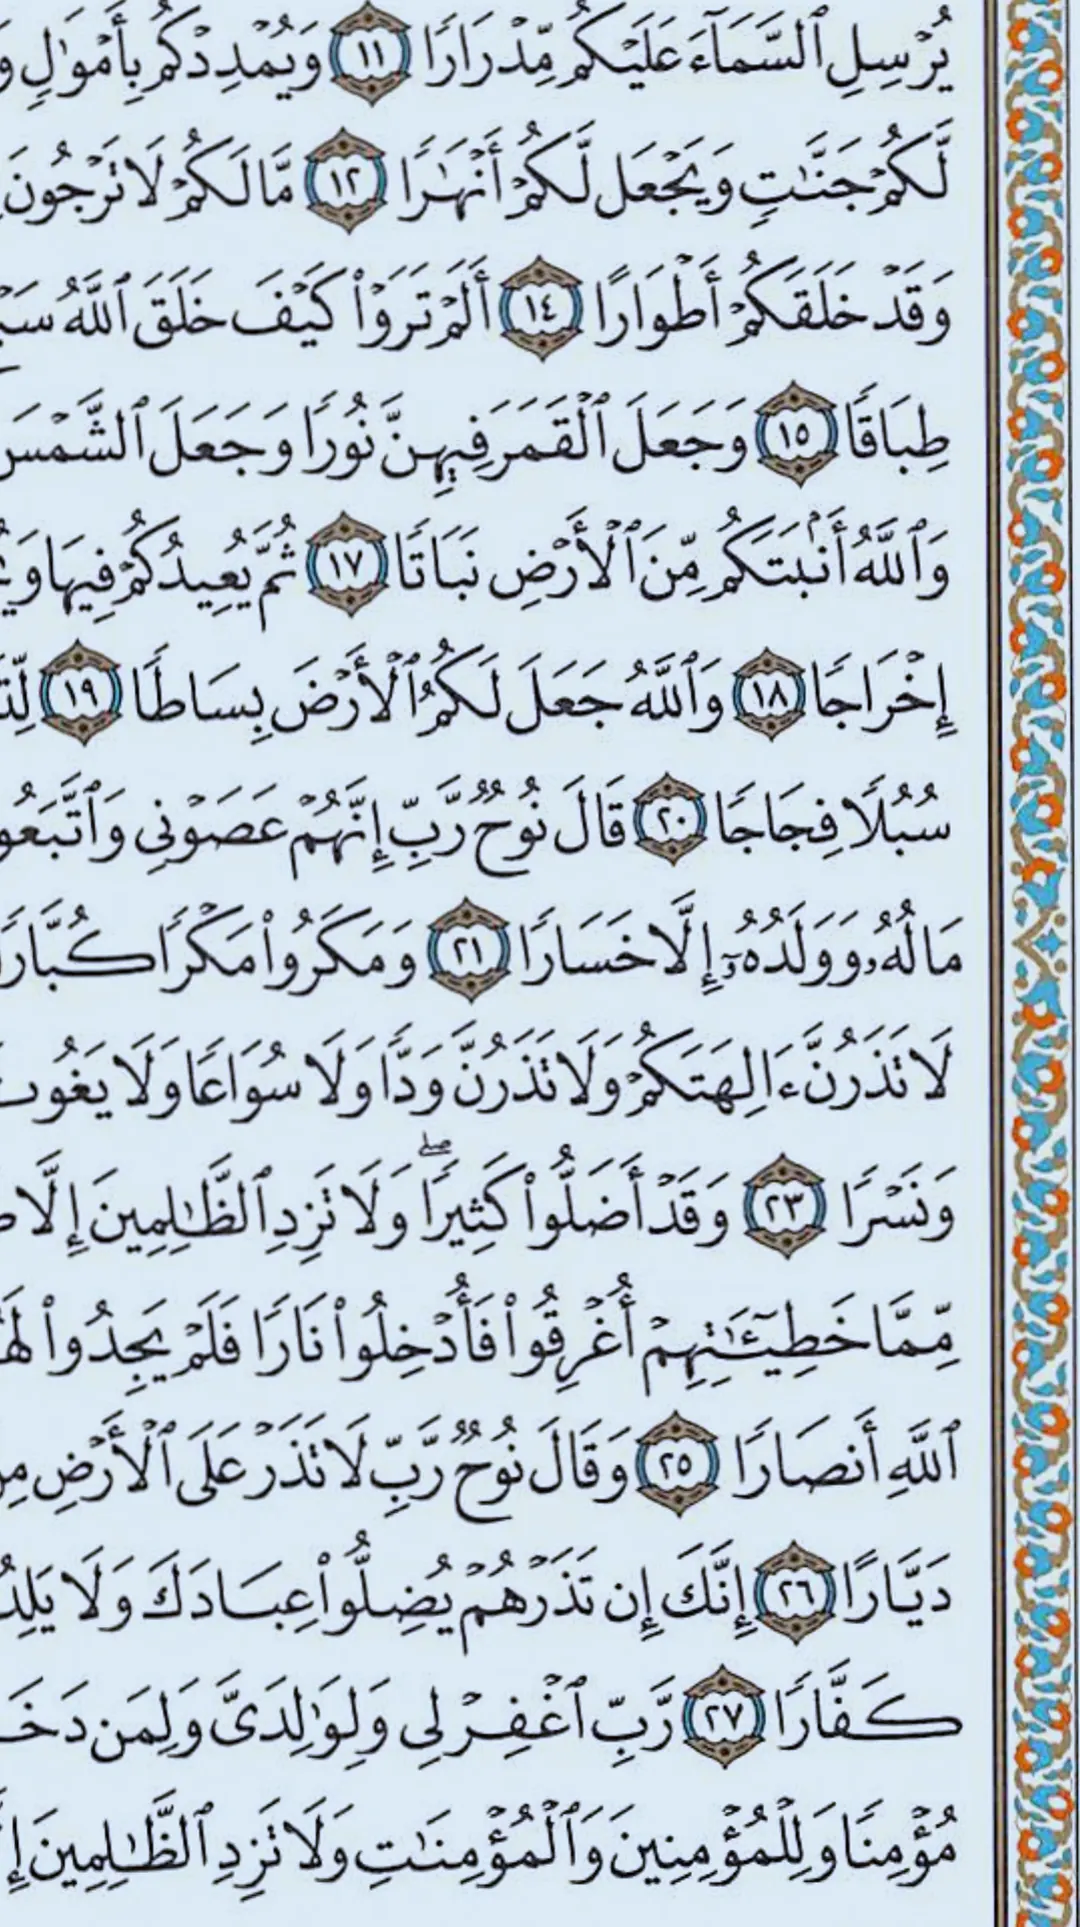 يُرۡسِلِ ٱلسَّمَآءَ عَلَيۡكُم مِّدۡرَارٗا ١١ وَيُمۡدِدۡكُم بِأَمۡوَٰلٖ
لَّكُمۡ جَنَّٰتٖ وَيَجۡعَل لَّكُمۡ أَنۡهَٰرٗا ١٢ مَّا لَكُمۡ لَا تَرۡجُونَ
وَقَدۡ خَلَقَكُمۡ أَطۡوَارًا ١٤ أَلَمۡ تَرَوۡاْ كَيۡفَ خَلَقَ ٱللَّهُ
طِبَاقٗا ١٥ وَجَعَلَ ٱلۡقَمَرَ فِيهِنَّ نُورٗا وَجَعَلَ ٱلشَّمۡسَ
وَٱللَّهُ أَنۢبَتَكُم مِّنَ ٱلۡأَرۡضِ نَبَاتٗا ١٧ ثُمَّ يُعِيدُكُمۡ فِيهَا
إِخۡرَاجٗا ١٨ وَٱللَّهُ جَعَلَ لَكُمُ ٱلۡأَرۡضَ بِسَاطٗا ١٩
سُبُلٗا فِجَاجٗا ٢٠ قَالَ نُوحٞ رَّبِّ إِنَّهُمۡ عَصَوۡنِي
مَالُهُۥ وَوَلَدُهُۥٓ إِلَّا خَسَارٗا ٢١ وَمَكَرُواْ مَكۡرٗا كُبَّارٗا
لَا تَذَرُنَّ ءَالِهَتَكُمۡ وَلَا تَذَرُنَّ وَدّٗا وَلَا سُوَاعٗا وَلَا يَغُوثَ
وَنَسۡرٗا ٢٣ وَقَدۡ أَضَلُّواْ كَثِيرٗاۖ وَلَا تَزِدِ ٱلظَّٰلِمِينَ إِلَّا
مِّمَّا خَطِيٓـَٰٔتِهِمۡ أُغۡرِقُواْ فَأُدۡخِلُواْ نَارٗا فَلَمۡ يَجِدُواْ
ٱللَّهِ أَنصَارٗا ٢٥ وَقَالَ نُوحٞ رَّبِّ لَا تَذَرۡ عَلَى ٱلۡأَرۡضِ
دَيَّارًا ٢٦ إِنَّكَ إِن تَذَرۡهُمۡ يُضِلُّواْ عِبَادَكَ وَلَا
كَفَّارٗا ٢٧ رَّبِّ ٱغۡفِرۡ لِي وَلِوَٰلِدَيَّ وَلِمَن
مُؤۡمِنٗا وَلِلۡمُؤۡمِنِينَ وَٱلۡمُؤۡمِنَٰتِۖ وَلَا تَزِدِ ٱلظَّٰلِمِينَ